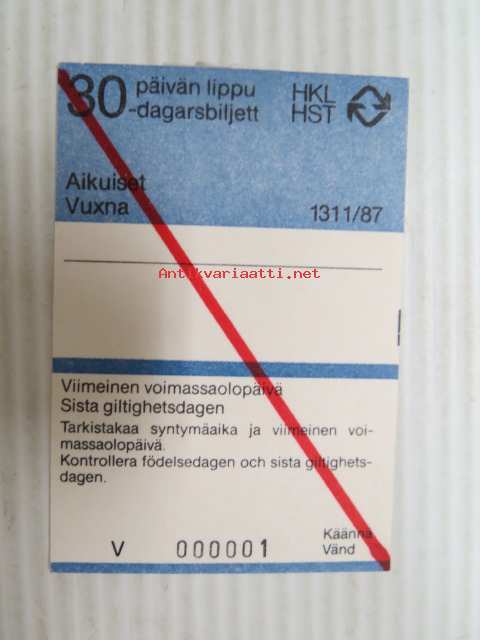 30 päivän lippu
-dagarsbiljett
HKL
HST
Aikuiset
Vuxna
1311/87
Antikvariaatti.net
Viimeinen voimassaolopäivä
Sista giltighetsdagen
Tarkistakaa syntymäaika ja viimeinen voi-
massaolopäivä.
Kontrollera födelsedagen och sista giltighets-
dagen.
V 000001
Käännä
Vänd